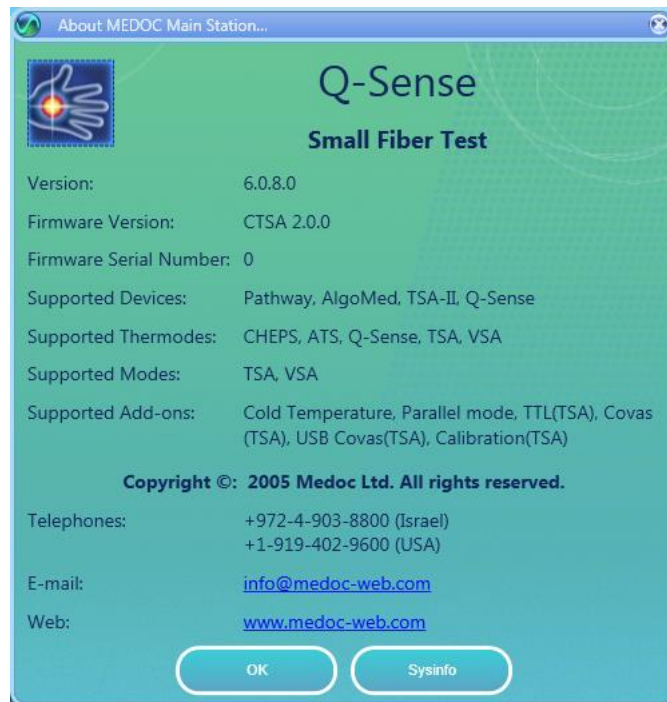 About MEDOC Main Station...
Q-Sense
Small Fiber Test
Version: 6.0.8.0
Firmware Version: CTSA 2.0.0
Firmware Serial Number: 0
Supported Devices: Pathway, AlgoMed, TSA-II, Q-Sense
Supported Thermodes: CHEPS, ATS, Q-Sense, TSA, VSA
Supported Modes: TSA, VSA
Supported Add-ons: Cold Temperature, Parallel mode, TTL(TSA), Covas
(TSA), USB Covas(TSA), Calibration(TSA)
Copyright ©: 2005 Medoc Ltd. All rights reserved.
Telephones: +972-4-903-8800 (Israel)
+1-919-402-9600 (USA)
E-mail: info@medoc-web.com
Web: www.medoc-web.com
OK Sysinfo